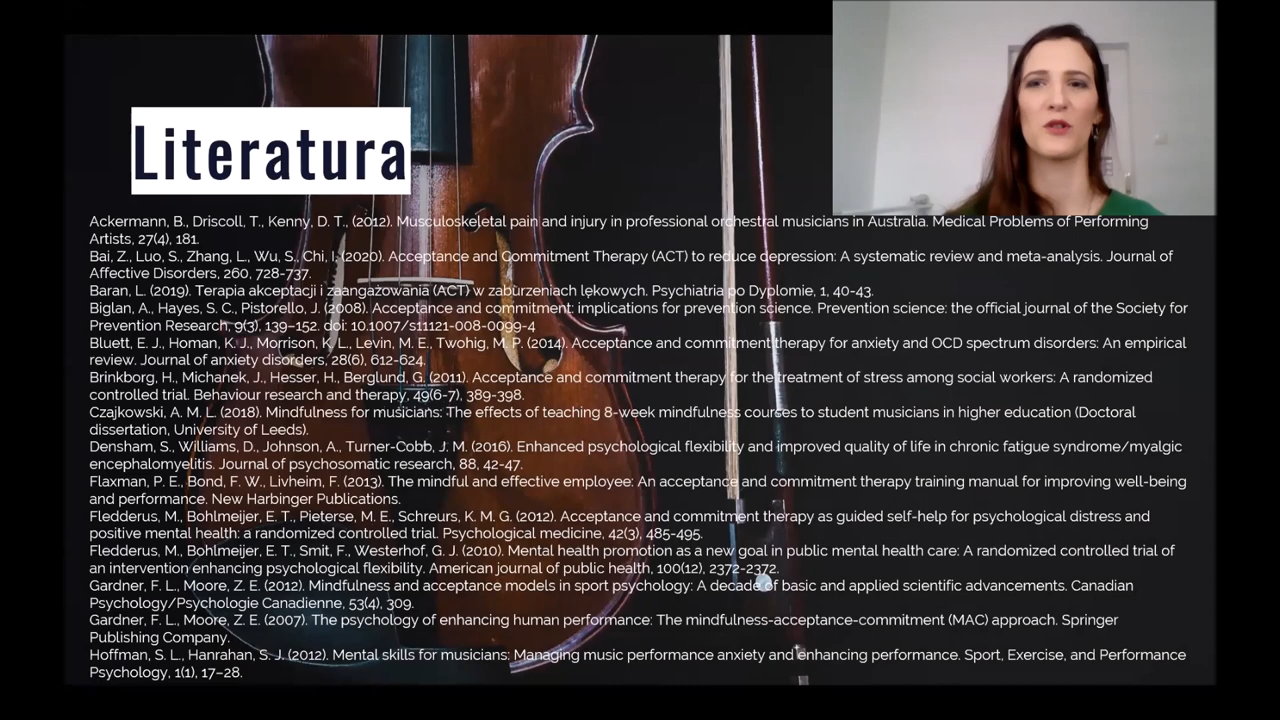 Literatura
Ackermann, B., Driscoll, T., Kenny, D. T., (2012). Musculoskeletal pain and injury in professional orchestral musicians in Australia. Medical Problems of Performing
Artists, 27(4), 181.
Bai, Z., Luo, S., Zhang, L., Wu, S., Chi, I. (2020). Acceptance and Commitment Therapy (ACT) to reduce depression: A systematic review and meta-analysis. Journal of
Affective Disorders, 260, 728-737.
Baran, L. (2019). Terapia akceptacji i zaangażowania (ACT) w zaburzeniach lękowych. Psychiatria po Dyplomie, 1, 40-43.
Biglan, A., Hayes, S. C., Pistorello, J. (2008). Acceptance and commitment: implications for prevention science. Prevention science: the official journal of the Society for
Prevention Research, 9(3), 139–152. doi: 10.1007/s11121-008-0099-4
Bluett, E. J., Homan, K. J., Morrison, K. L., Levin, M. E., Twohig, M. P. (2014). Acceptance and commitment therapy for anxiety and OCD spectrum disorders: An empirical
review. Journal of anxiety disorders, 28(6), 612-624.
Brinkborg, H., Michanek, J., Hesser, H., Berglund, G. (2011). Acceptance and commitment therapy for the treatment of stress among social workers: A randomized
controlled trial. Behaviour research and therapy, 49(6-7), 389-398.
Czajkowski, A. M. L. (2018). Mindfulness for musicians: The effects of teaching 8-week mindfulness courses to student musicians in higher education (Doctoral
dissertation, University of Leeds).
Densham, S., Williams, D., Johnson, A., Turner-Cobb, J. M. (2016). Enhanced psychological flexibility and improved quality of life in chronic fatigue syndrome/myalgic
encephalomyelitis. Journal of psychosomatic research, 88, 42-47.
Flaxman, P. E., Bond, F. W., Livheim, F. (2013). The mindful and effective employee: An acceptance and commitment therapy training manual for improving well-being
and performance. New Harbinger Publications.
Fledderus, M., Bohlmeijer, E. T., Pieterse, M. E., Schreurs, K. M. G. (2012). Acceptance and commitment therapy as guided self-help for psychological distress and
positive mental health: a randomized controlled trial. Psychological medicine, 42(3), 485-495.
Fledderus, M., Bohlmeijer, E. T., Smit, F., Westerhof, G. J. (2010). Mental health promotion as a new goal in public mental health care: A randomized controlled trial of
an intervention enhancing psychological flexibility. American journal of public health, 100(12), 2372-2372.
Gardner, F. L., Moore, Z. E. (2012). Mindfulness and acceptance models in sport psychology: A decade of basic and applied scientific advancements. Canadian
Psychology/Psychologie Canadienne, 53(4), 309.
Gardner, F. L., Moore, Z. E. (2007). The psychology of enhancing human performance: The mindfulness-acceptance-commitment (MAC) approach. Springer
Publishing Company.
Hoffman, S. L., Hanrahan, S. J. (2012). Mental skills for musicians: Managing music performance anxiety and enhancing performance. Sport, Exercise, and Performance
Psychology, 1(1), 17–28.